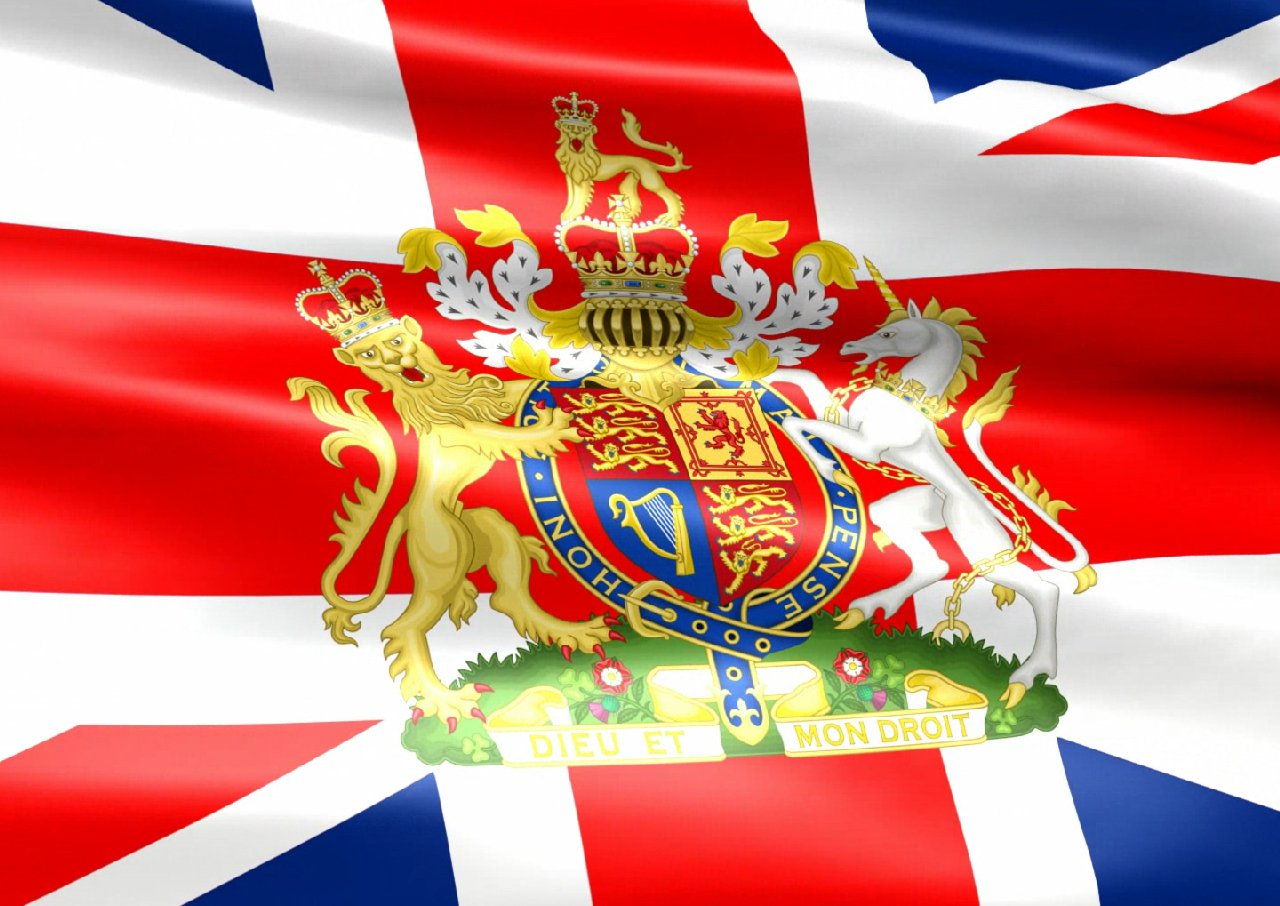 HONI
PENSE
DIEU ET MON DROIT